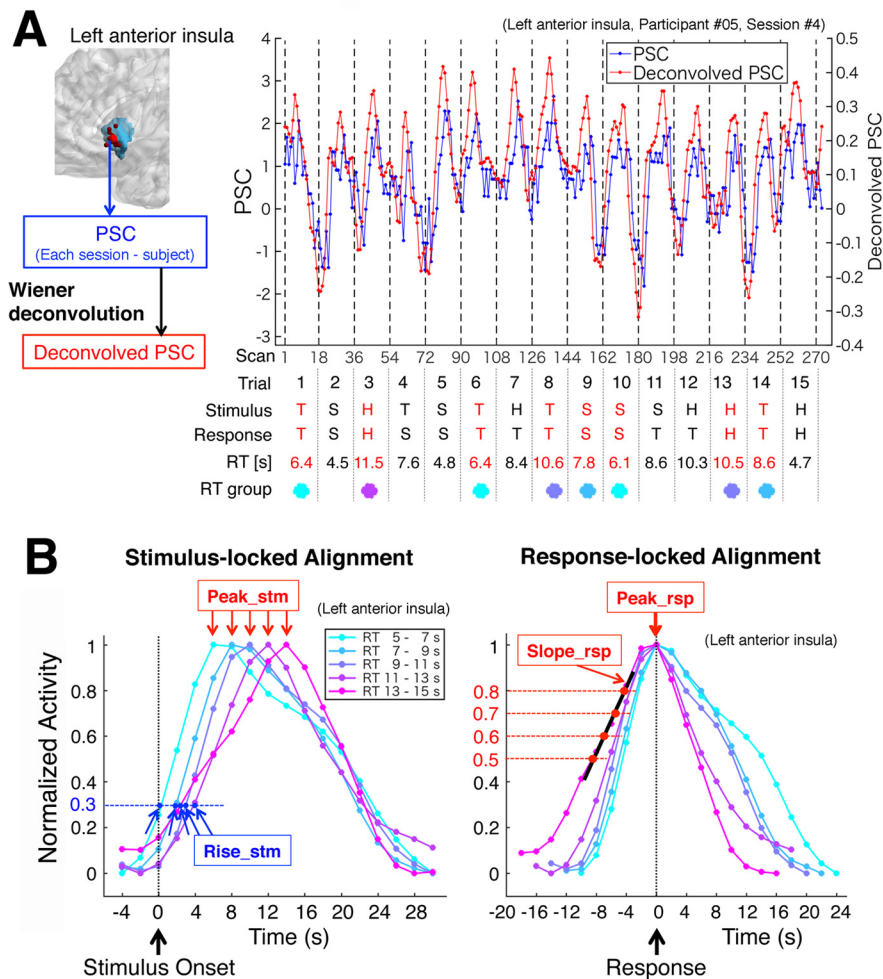 A
Left anterior insula
(Left anterior insula, Participant #05, Session #4)
PSC
(Each session - subject)
Wiener
deconvolution
Deconvolved PSC
PSC
Deconvolved PSC
PSC
4
3
2
1
0
-1
-2
-3
Deconvolved PSC
0.5
0.4
0.3
0.2
0.1
0
-0.1
-0.2
-0.3
-0.4
Scan 1 18 36 54 72 90 108 126 144 162 180 198 216 234 252 270
Trial 1 2 3 4 5 6 7 8 9 10 11 12 13 14 15
Stimulus T S H T S T H T S S S H H T H
Response T S H S S T T T S S T T H T H
RT [s] 6.4 4.5 11.5 7.6 4.8 6.4 8.4 10.6 7.8 6.1 8.6 10.3 10.5 8.6 4.7
RT group
B
Stimulus-locked Alignment
Peak_stm
(Left anterior insula)
RT 5 - 7 s
RT 7 - 9 s
RT 9 - 11 s
RT 11 - 13 s
RT 13 - 15 s
Normalized Activity
1
0.8
0.6
0.4
0.3
0.2
0
Rise_stm
-4 0 4 8 12 16 20 24 28
Time (s)
Stimulus Onset
Response-locked Alignment
Peak_rsp
(Left anterior insula)
Slope_rsp
1
0.8
0.7
0.6
0.5
0.4
0.2
0
-20 -16 -12 -8 -4 0 4 8 12 16 20 24
Time (s)
Response